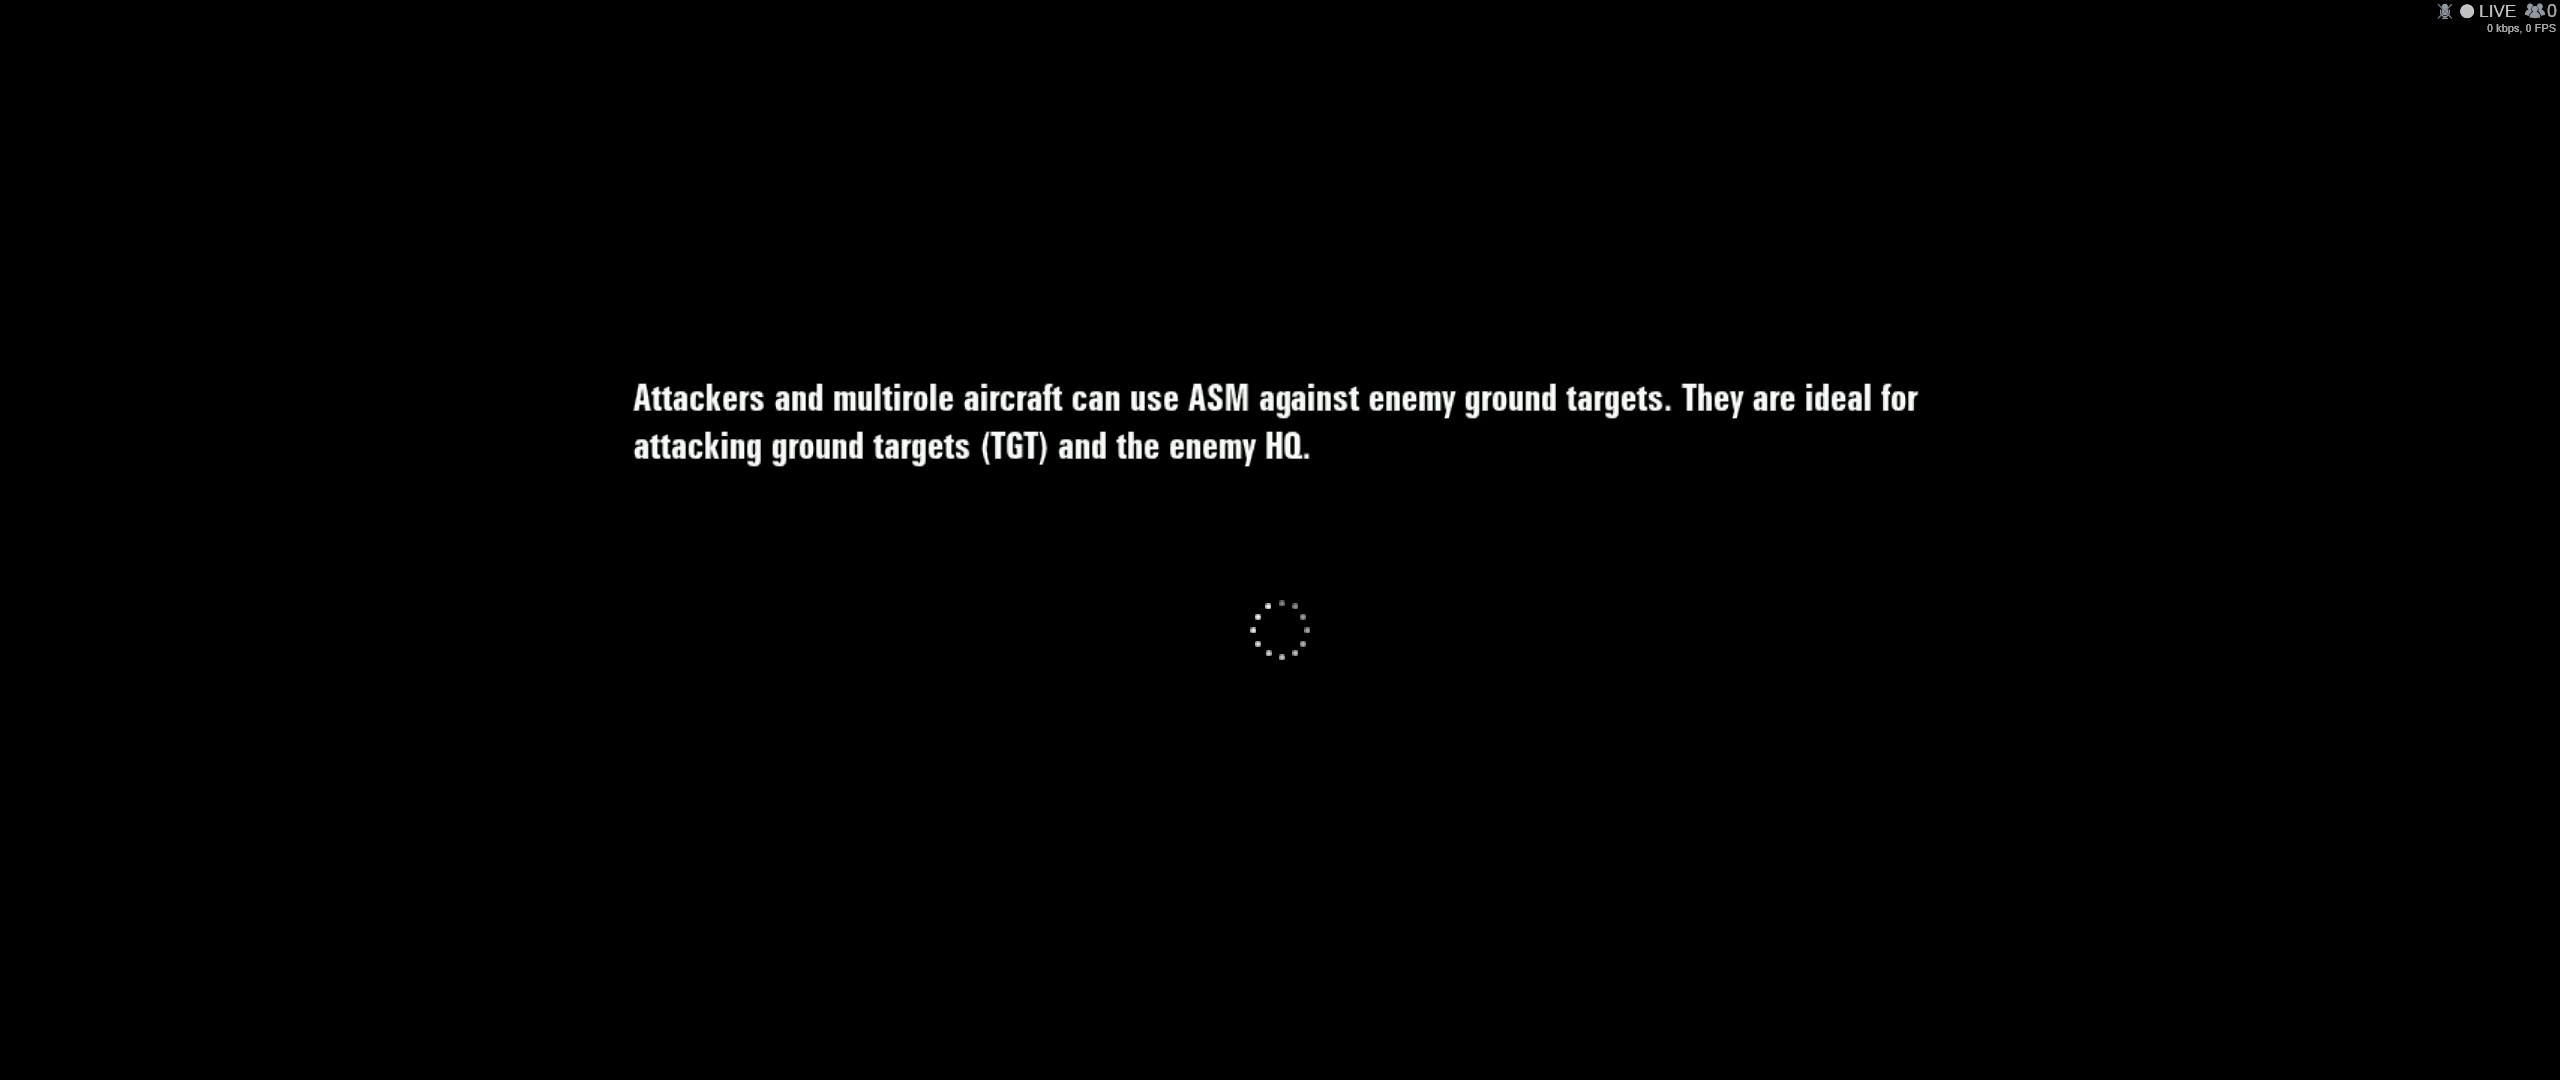 LIVE 0
0 kbps, 0 FPS
Attackers and multirole aircraft can use ASM against enemy ground targets. They are ideal for
attacking ground targets (TGT) and the enemy HQ.